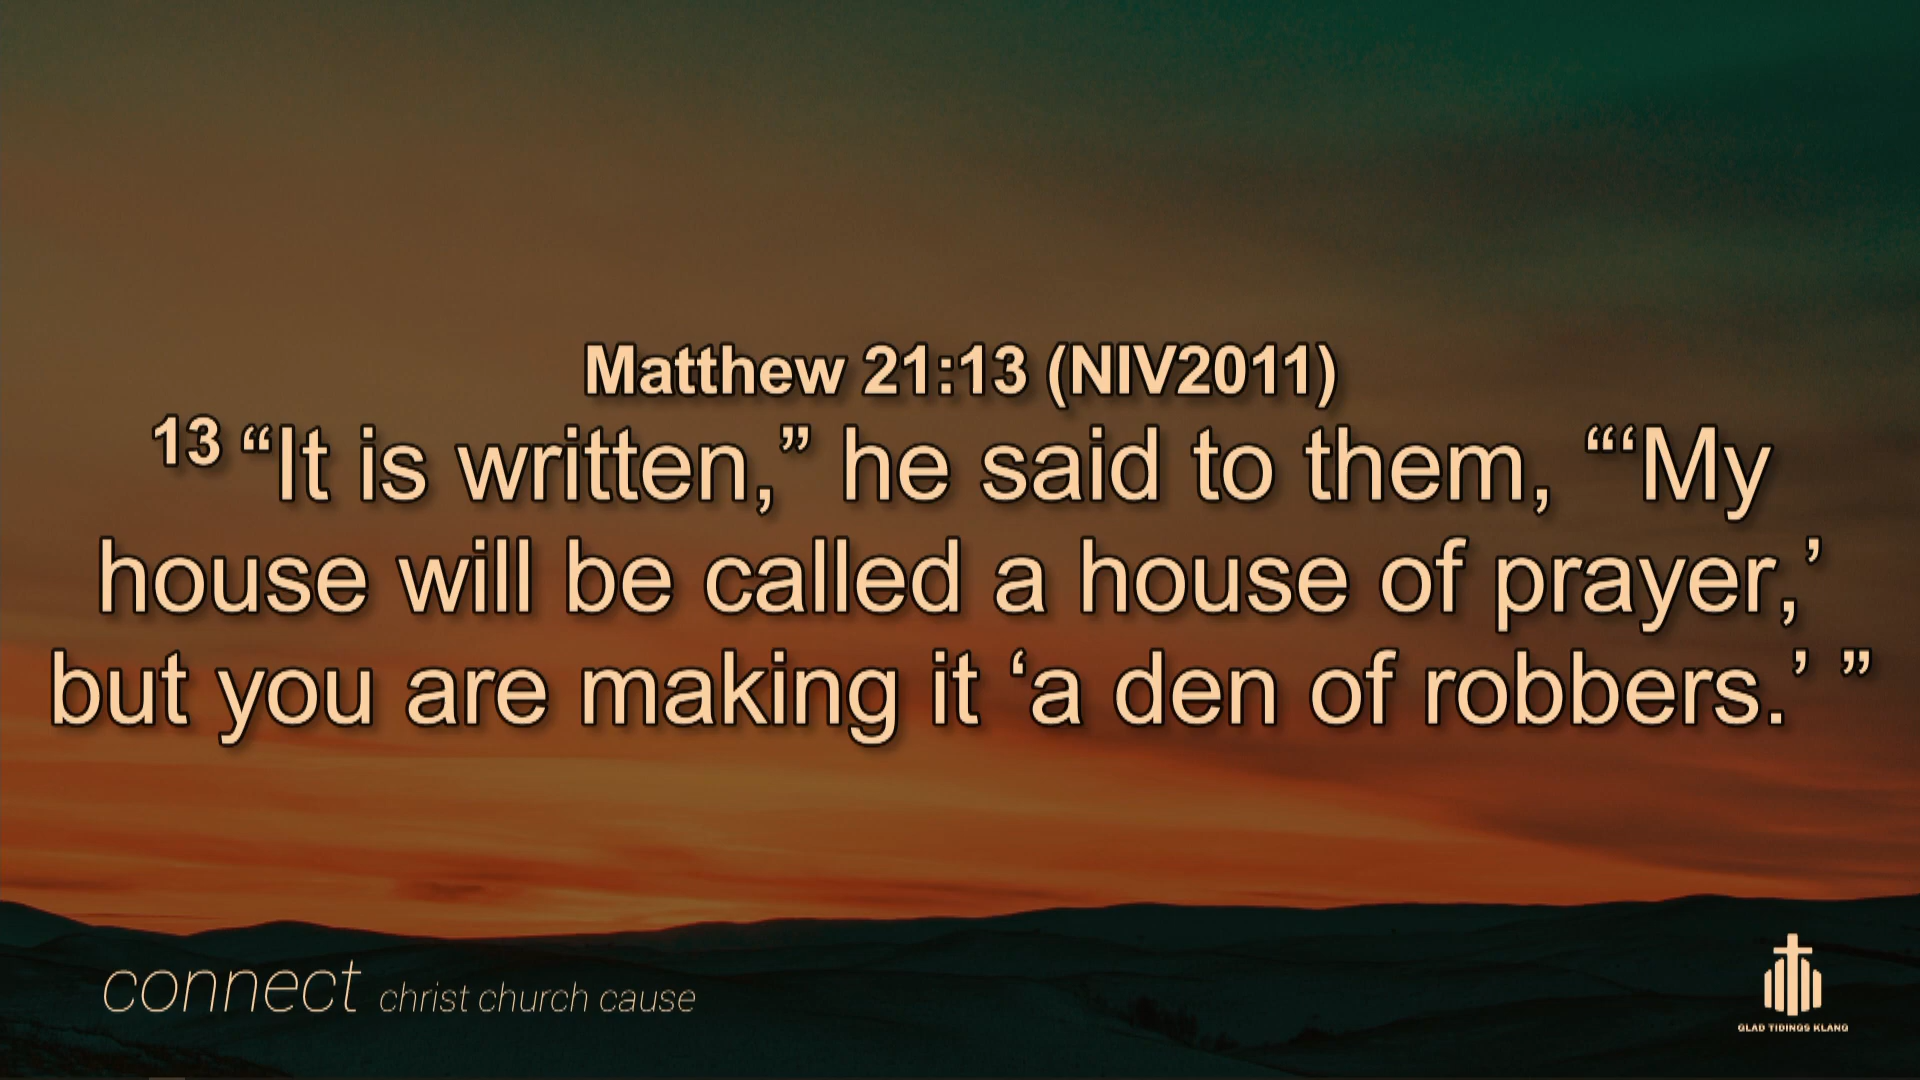 Matthew 21:13 (NIV2011)
13 “It is written,” he said to them, “‘My
house will be called a house of prayer,’
but you are making it ‘a den of robbers.’ ”
connect christ church cause
GLAD TIDINGS KLANG